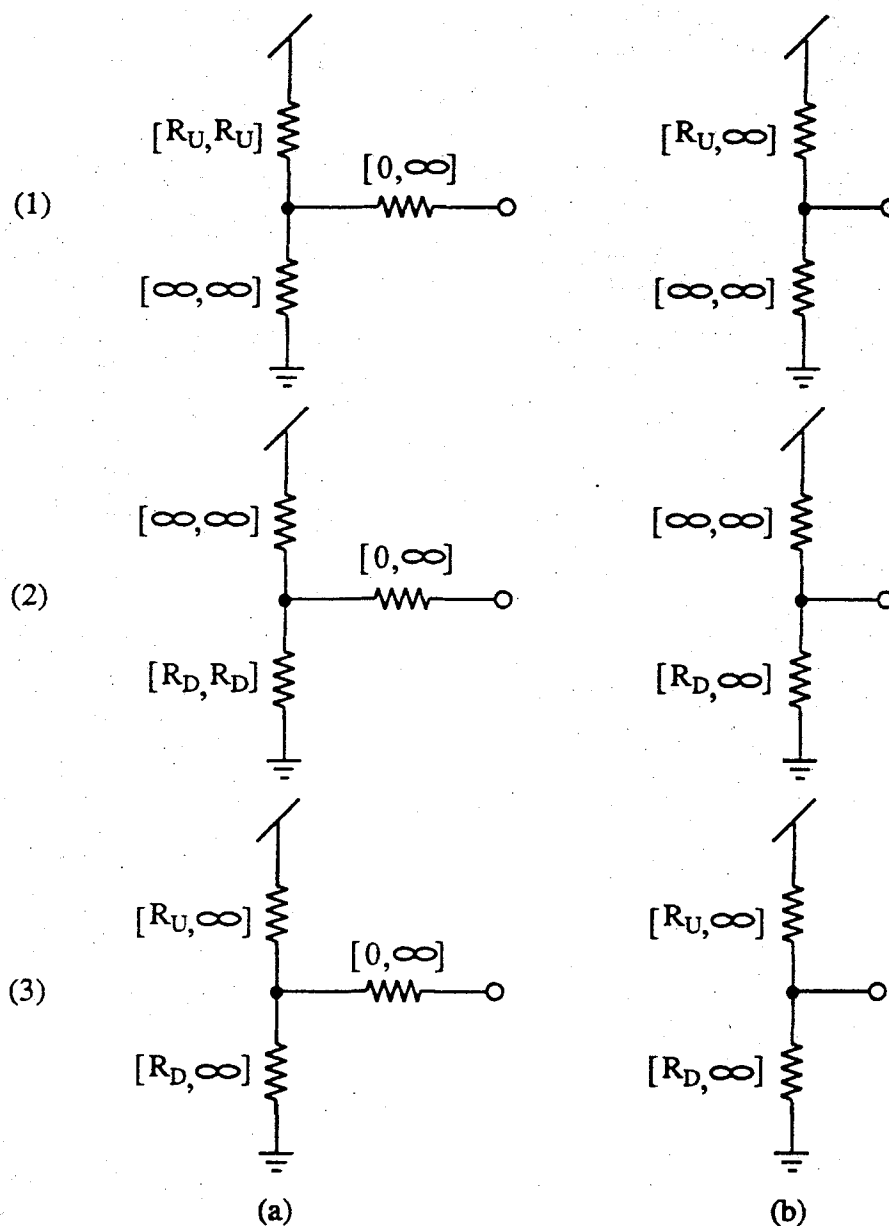 [R_U,R_U]
[R_U,∞]
[0,∞]
(1)
[∞,∞]
[∞,∞]
[∞,∞]
[∞,∞]
[0,∞]
(2)
[R_D,R_D]
[R_D,∞]
[R_U,∞]
[R_U,∞]
[0,∞]
(3)
[R_D,∞]
[R_D,∞]
(a)
(b)